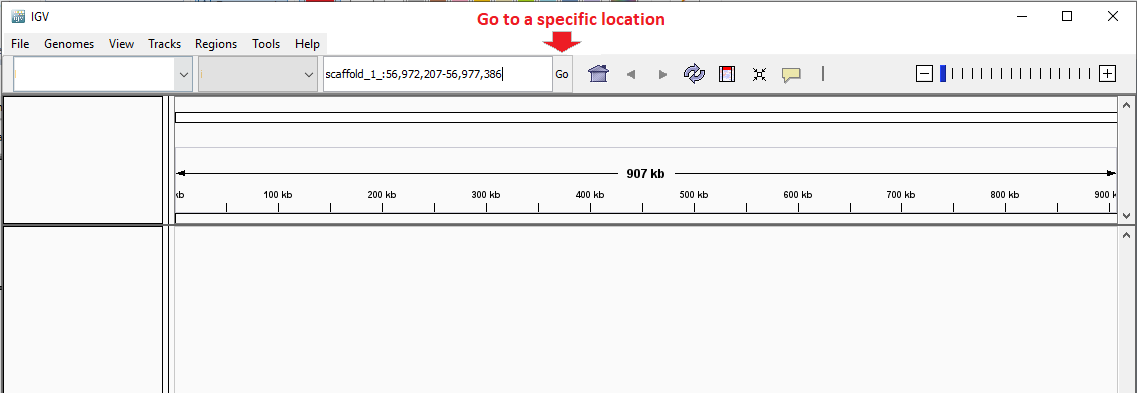 IGV
Go to a specific location
File Genomes View Tracks Regions Tools Help
scaffold_1_:56,972,207-56,977,386 Go
907 kb
kb 100 kb 200 kb 300 kb 400 kb 500 kb 600 kb 700 kb 800 kb 900 k